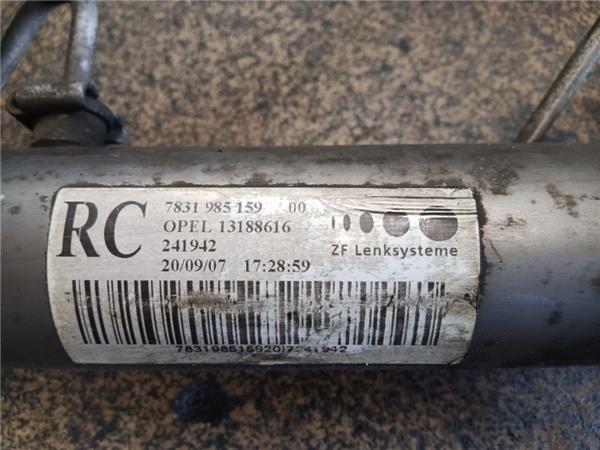 RC
7831 985 159 00
OPEL 13188616
241942
20/09/07 17:28:59
ZF Lenksysteme